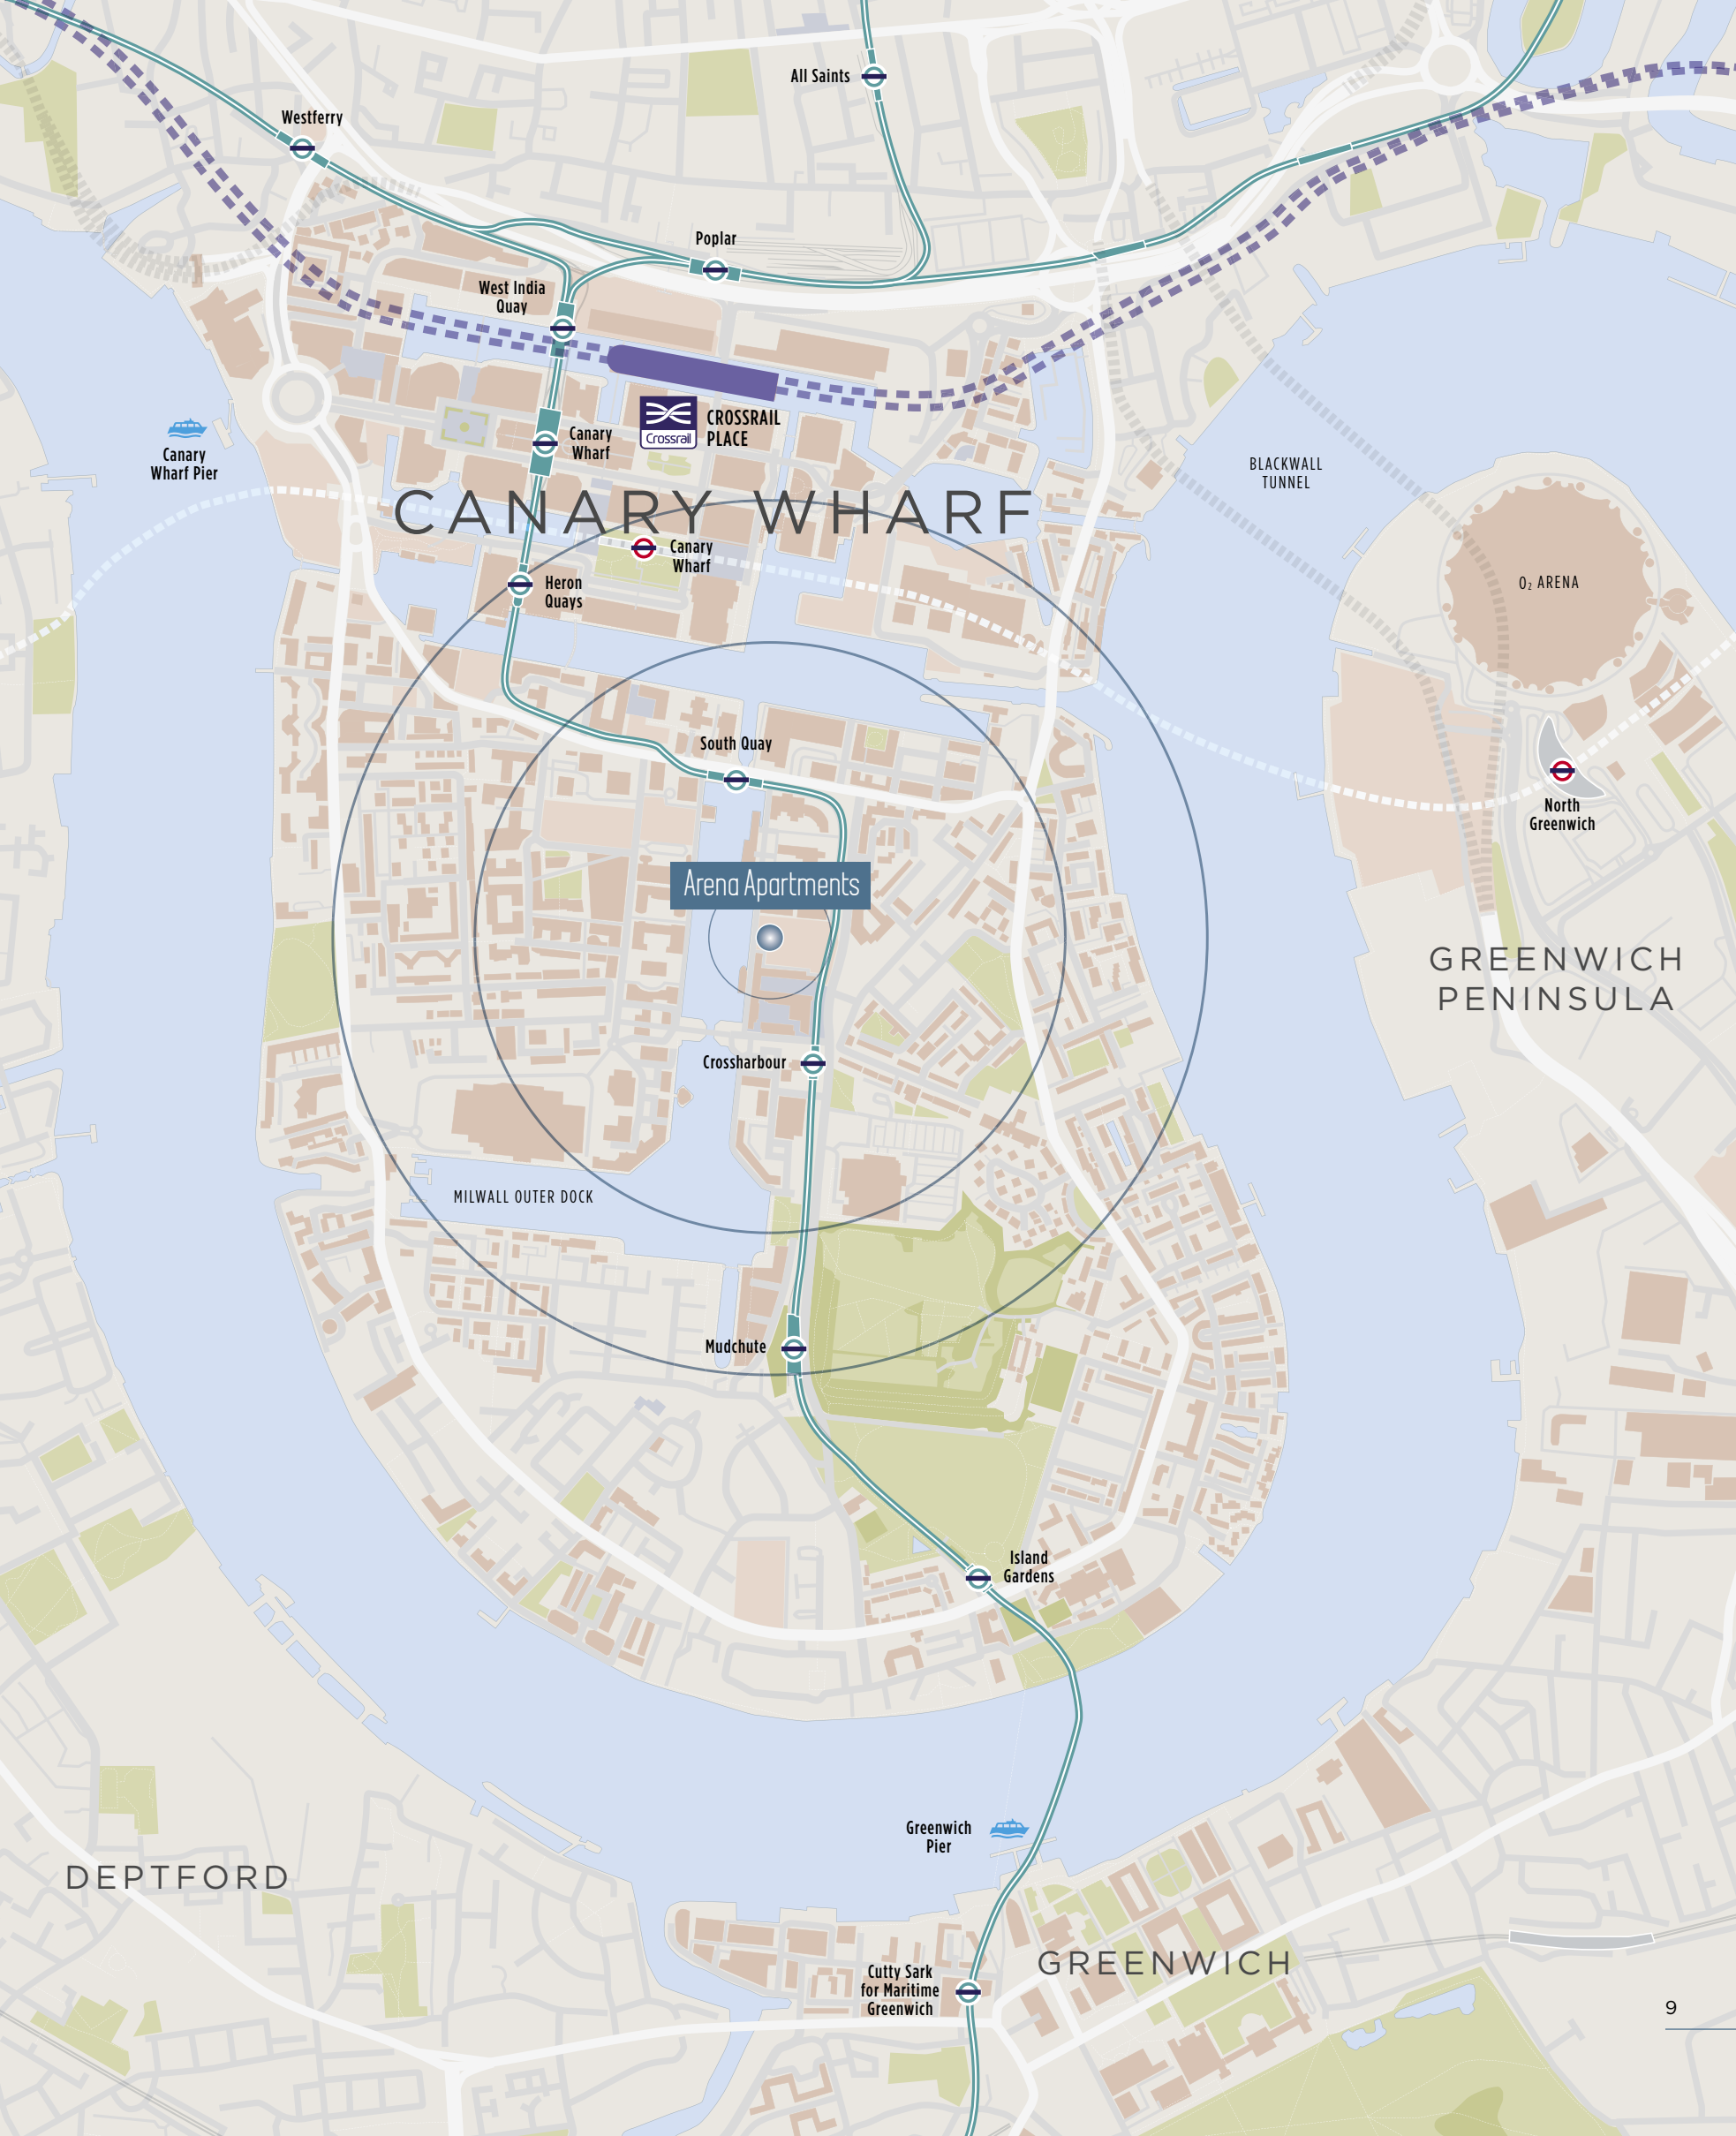 All Saints
Westferry
Poplar
West India
Quay
Crossrail
CROSSRAIL
PLACE
Canary
Wharf
Canary
Wharf Pier
BLACKWALL
TUNNEL
CANARY WHARF
Canary
Wharf
Heron
Quays
O₂ ARENA
South Quay
North
Greenwich
Arena Apartments
GREENWICH
PENINSULA
Crossharbour
MILWALL OUTER DOCK
Mudchute
Island
Gardens
Greenwich
Pier
DEPTFORD
GREENWICH
Cutty Sark
for Maritime
Greenwich
9